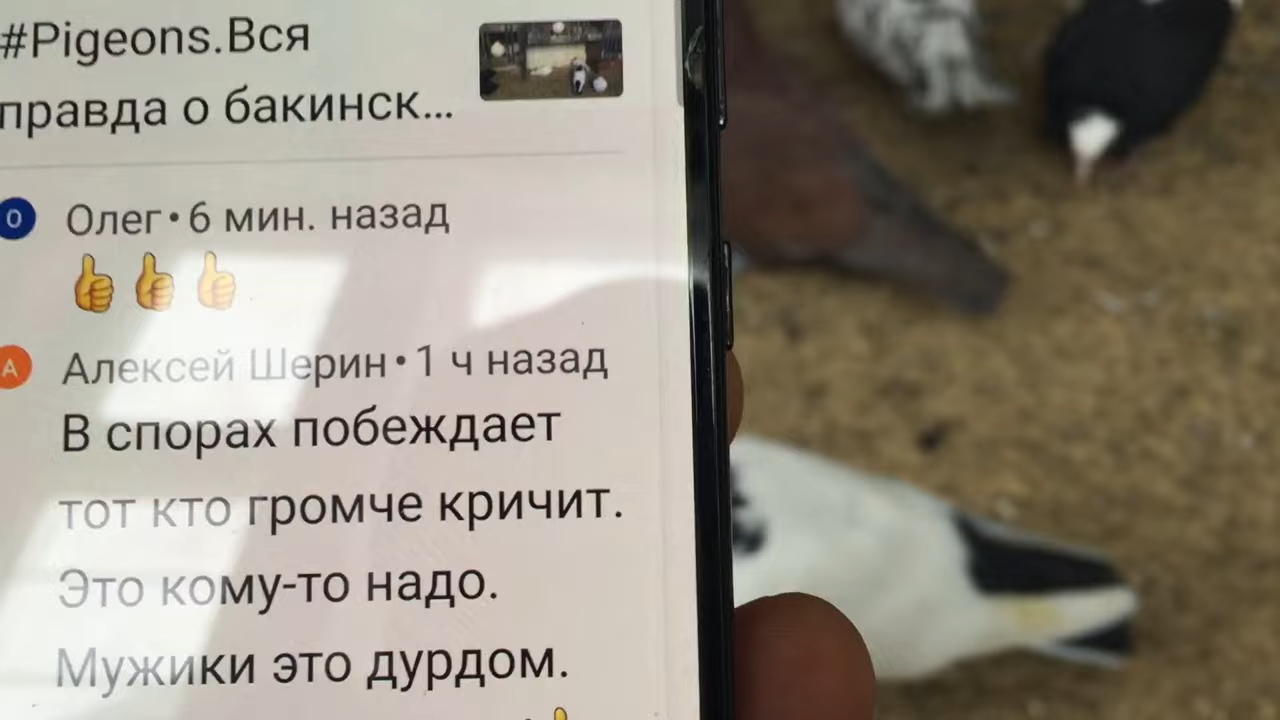 #Pigeons.Вся
правда о бакинск...
О
Олег • 6 мин. назад
👍👍👍
А
Алексей Шерин • 1 ч назад
В спорах побеждает
тот кто громче кричит.
Это кому-то надо.
Мужики это дурдом.